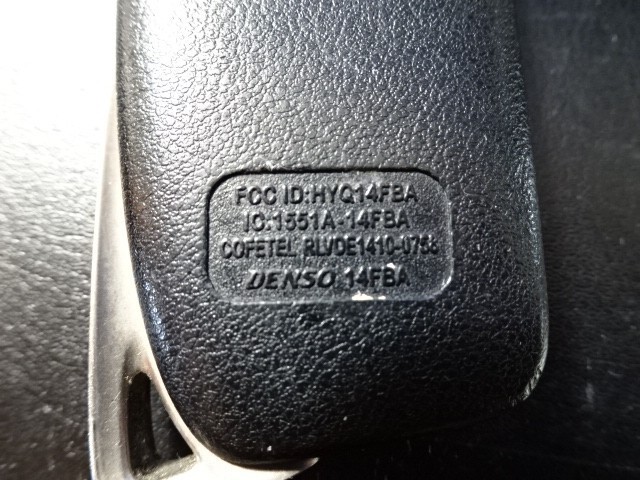 FCC ID:HYQ14FBA
IC:1551A-14FBA
COFETEL RLVDE1410-0758
DENSO 14FBA